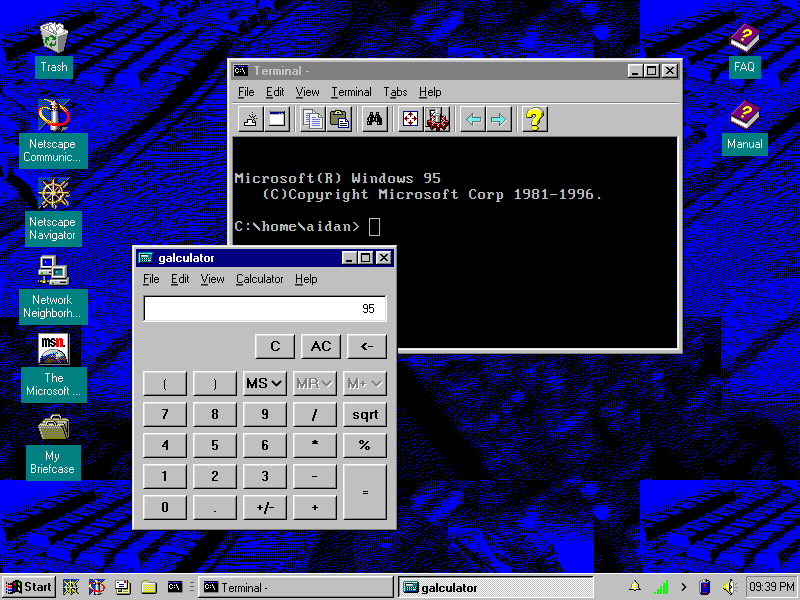 Trash
Netscape
Communic...
Netscape
Navigator
Network
Neighborh...
msn.
The
Microsoft ...
My
Briefcase
FAQ
Manual
Terminal -
File Edit View Terminal Tabs Help
Microsoft(R) Windows 95
(C)Copyright Microsoft Corp 1981-1996.
C:\home\aidan>
galculator
File Edit View Calculator Help
95
C AC <-
( ) MS MR M+
7 8 9 / sqrt
4 5 6 * %
1 2 3 - =
0 . +/- +
Start
Terminal -
galculator
09:39 PM